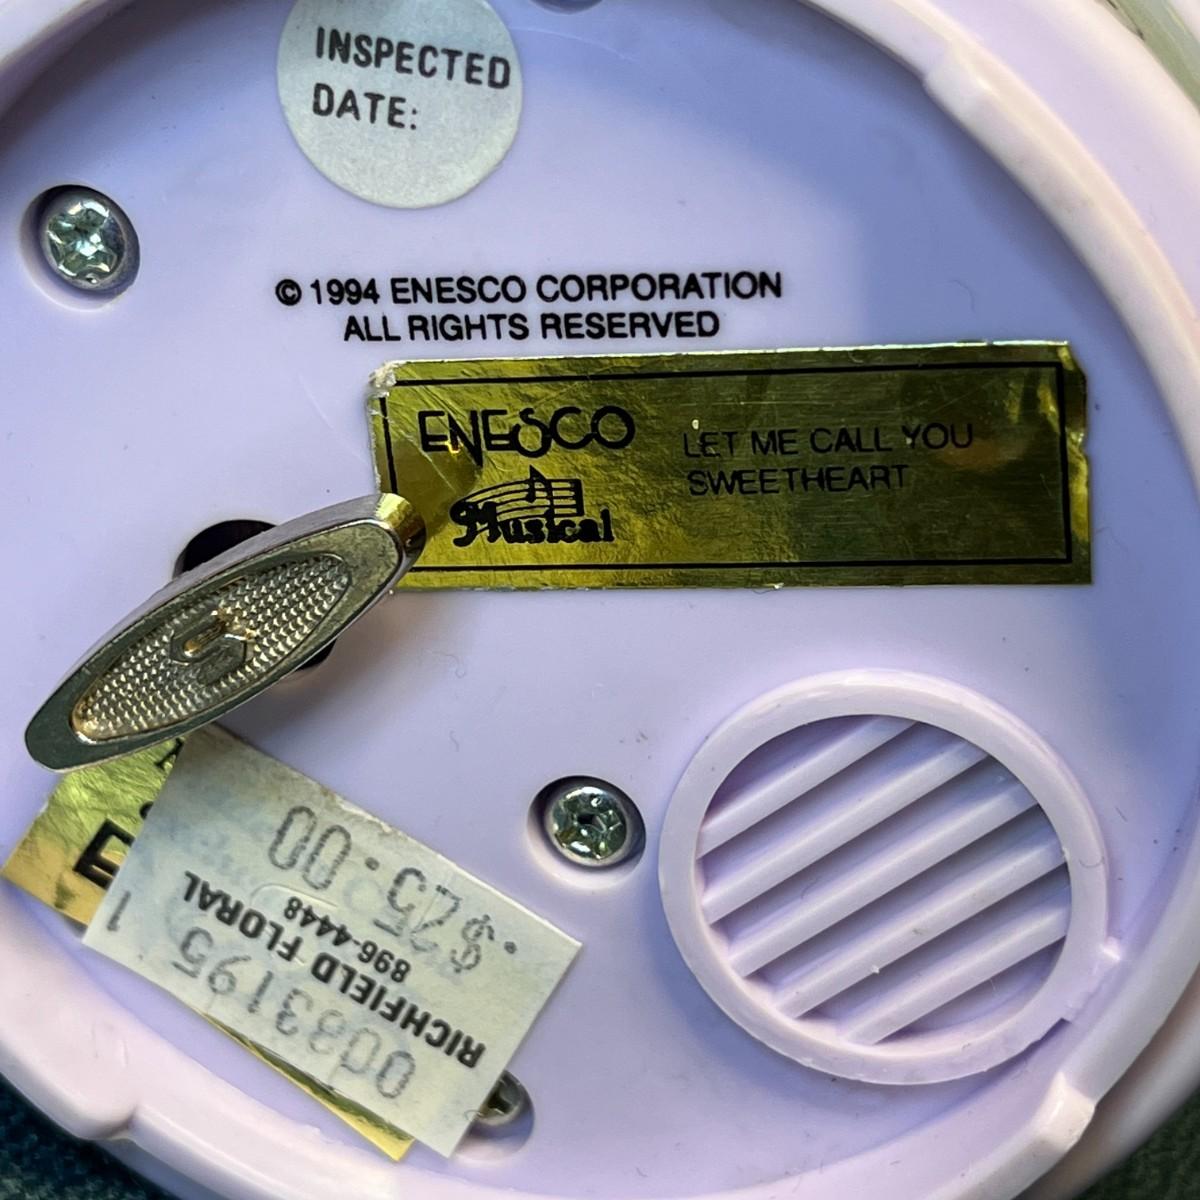 INSPECTED
DATE:
© 1994 ENESCO CORPORATION
ALL RIGHTS RESERVED
ENESCO
Musical
LET ME CALL YOU
SWEETHEART
S
$25.00
RICHFIELD FLORAL
896-4448
1